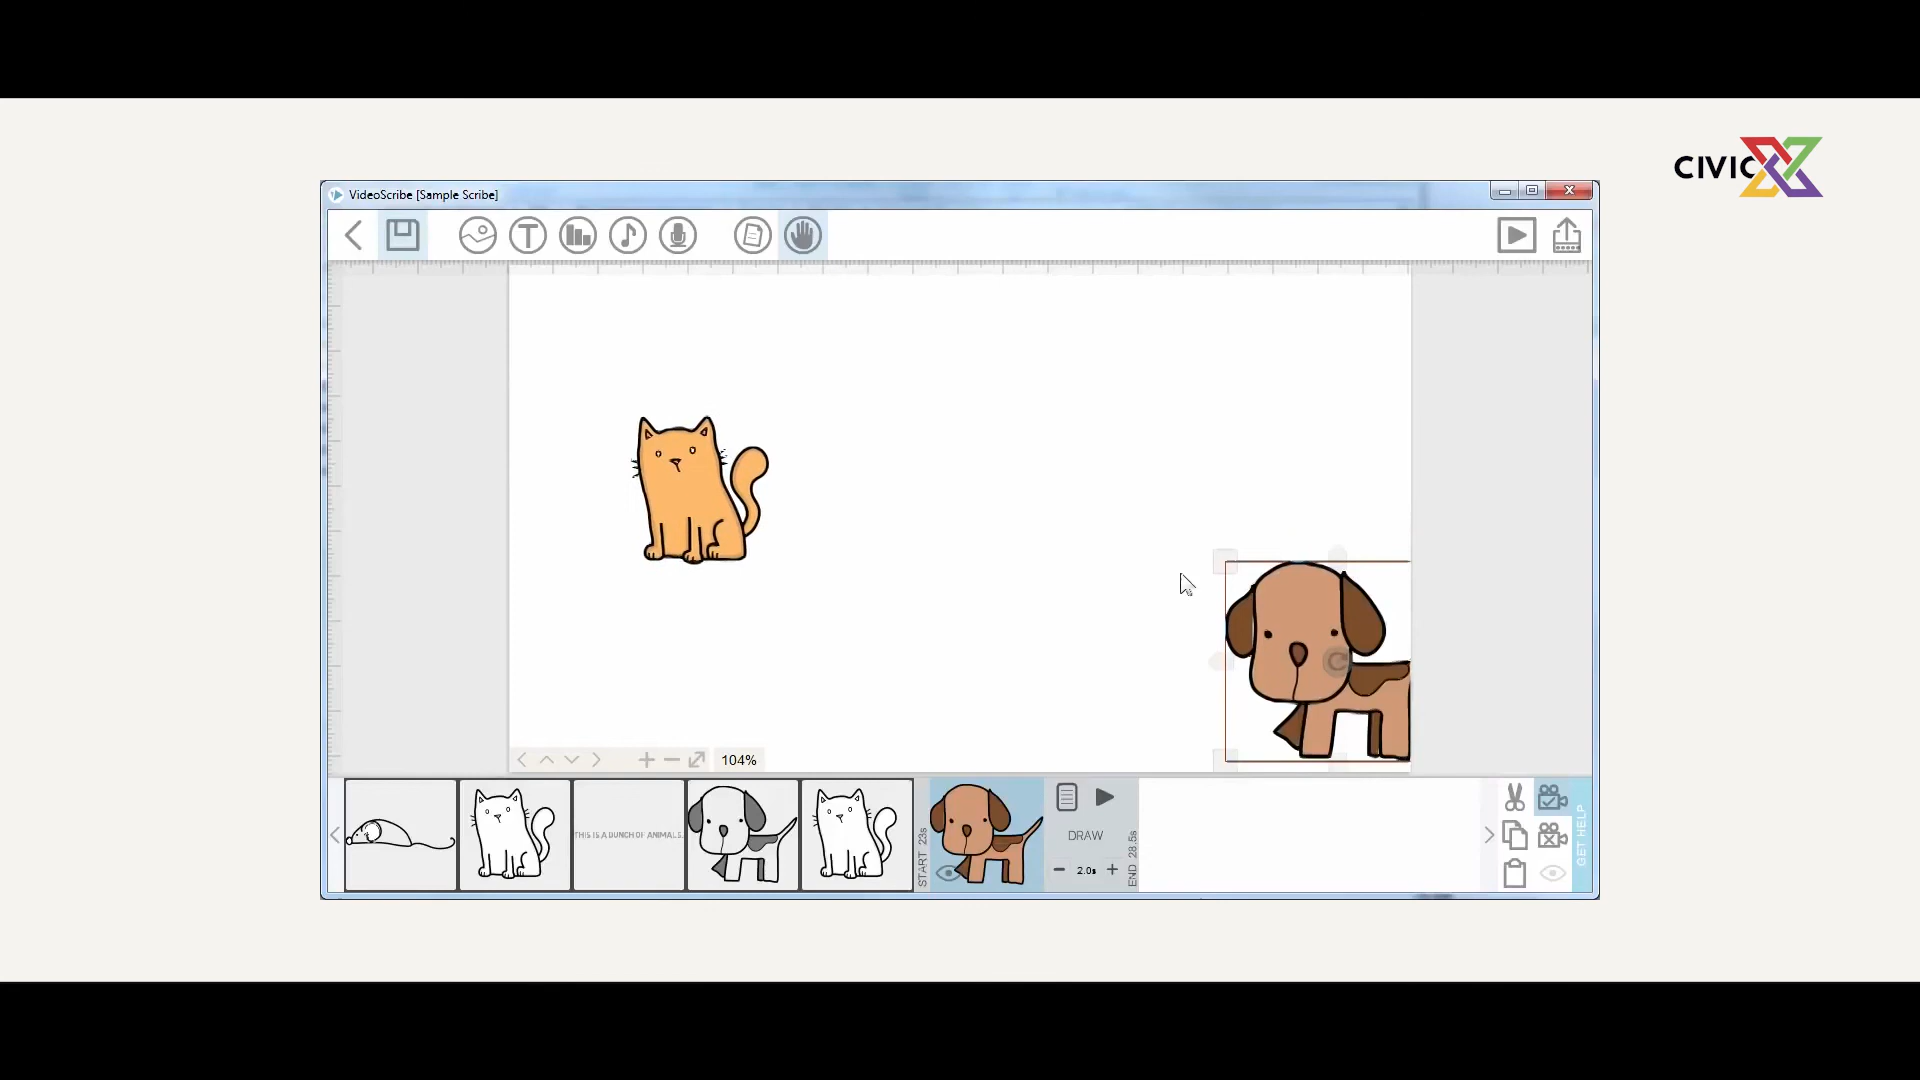 CIVIC
VideoScribe [Sample Scribe]
104%
THIS IS A BUNCH OF ANIMALS.
START 23s
DRAW
2.0s
END 28.5s
GET HELP